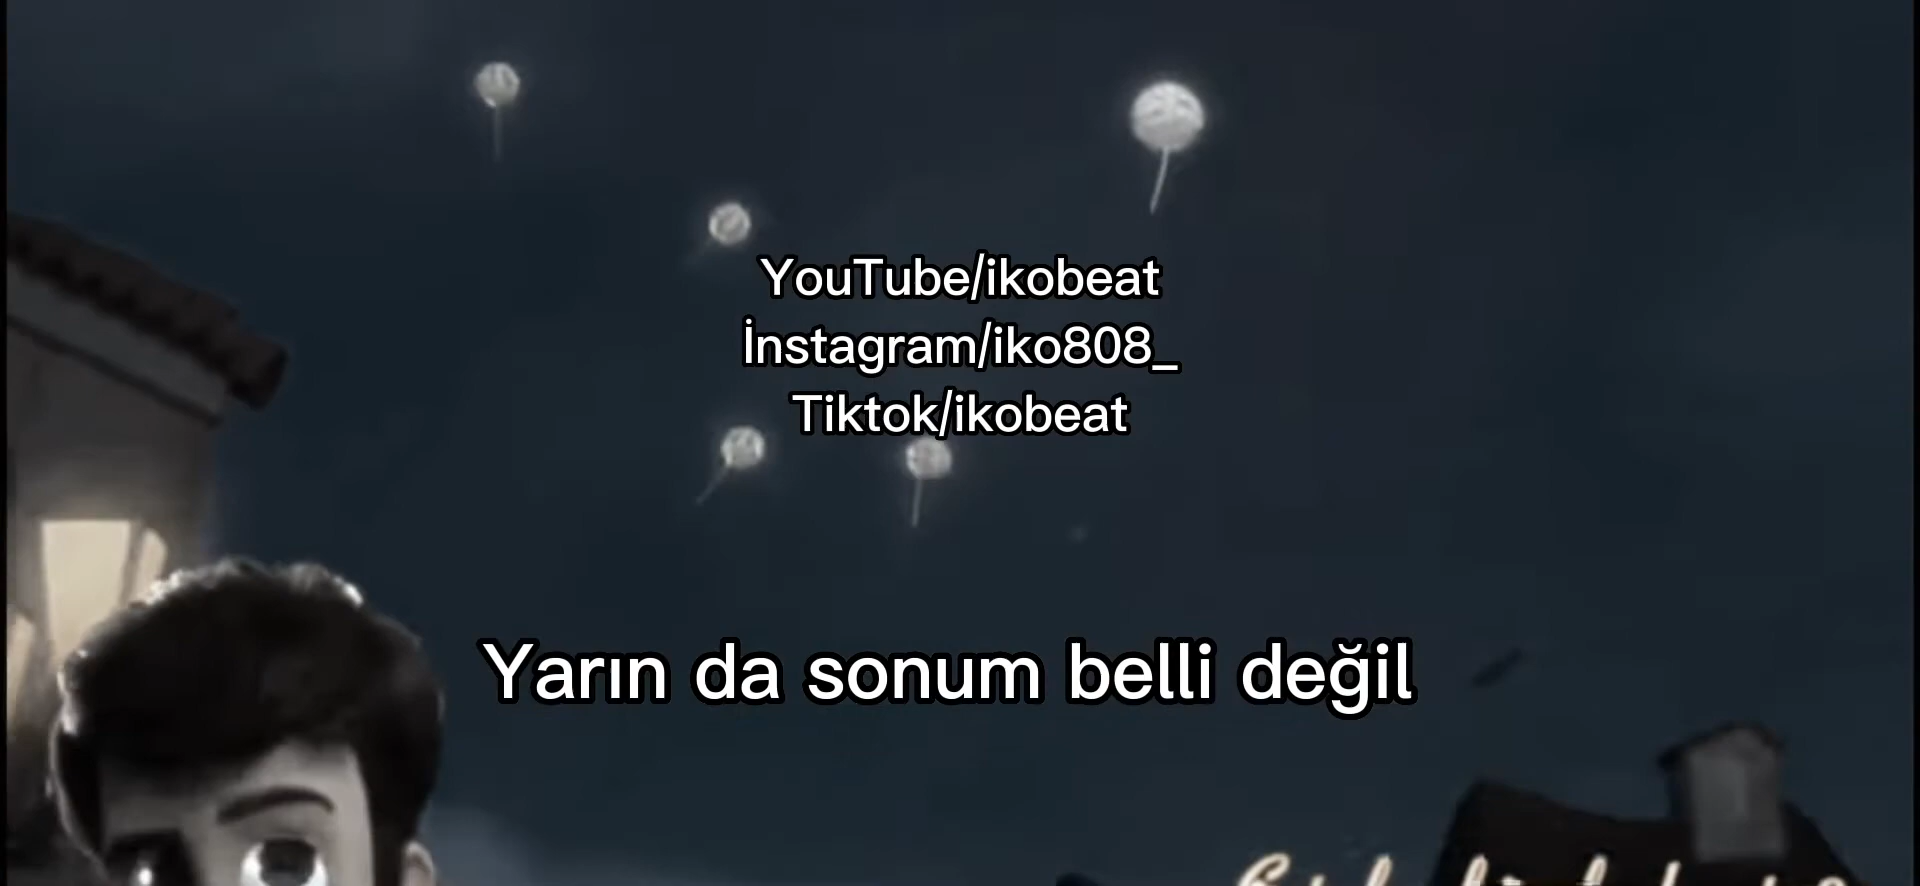 YouTube/ikobeat
İnstagram/iko808_
Tiktok/ikobeat
Yarın da sonum belli değil